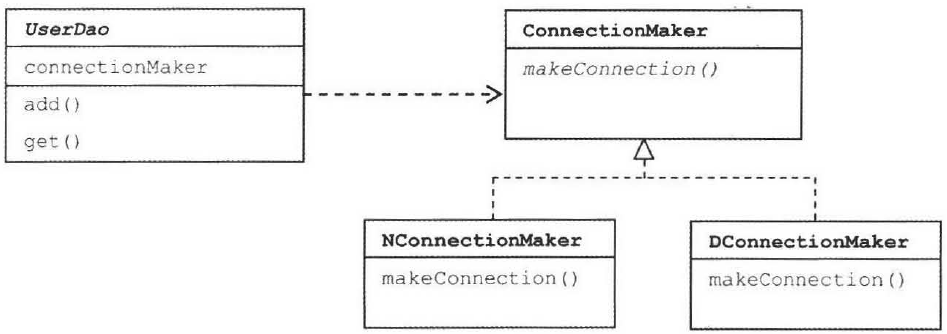 UserDao
connectionMaker
add()
get()
ConnectionMaker
makeConnection()
NConnectionMaker
makeConnection()
DConnectionMaker
makeConnection()